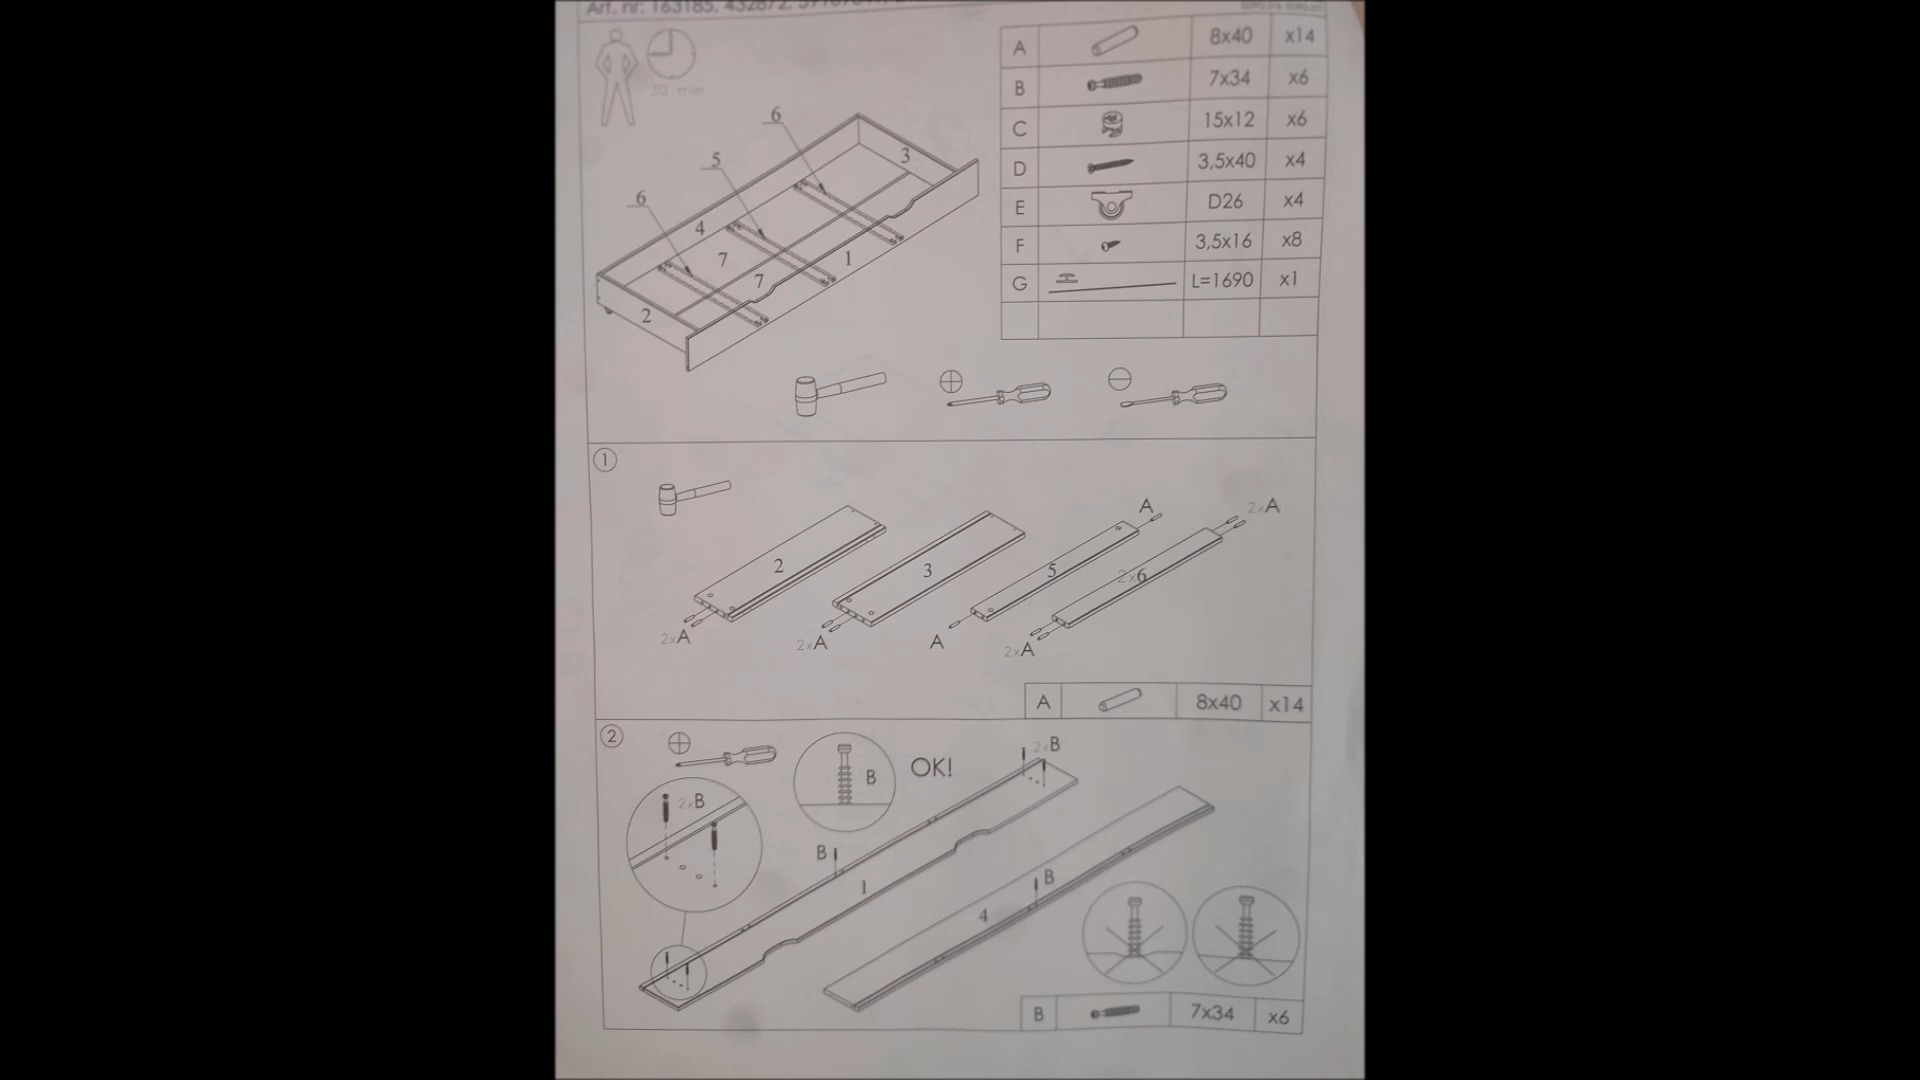 Art. nr: 163185, 432872,
30 min
A 8x40 x14
B 7x34 x6
C 15x12 x6
D 3,5x40 x4
E D26 x4
F 3,5x16 x8
G L=1690 x1
6
5
6
3
4
7
7
1
2
1
A
2xA
2
3
5
2x6
2xA
2xA
A
2xA
A 8x40 x14
2
2xB
B
OK!
2xB
B
1
B
4
B 7x34 x6